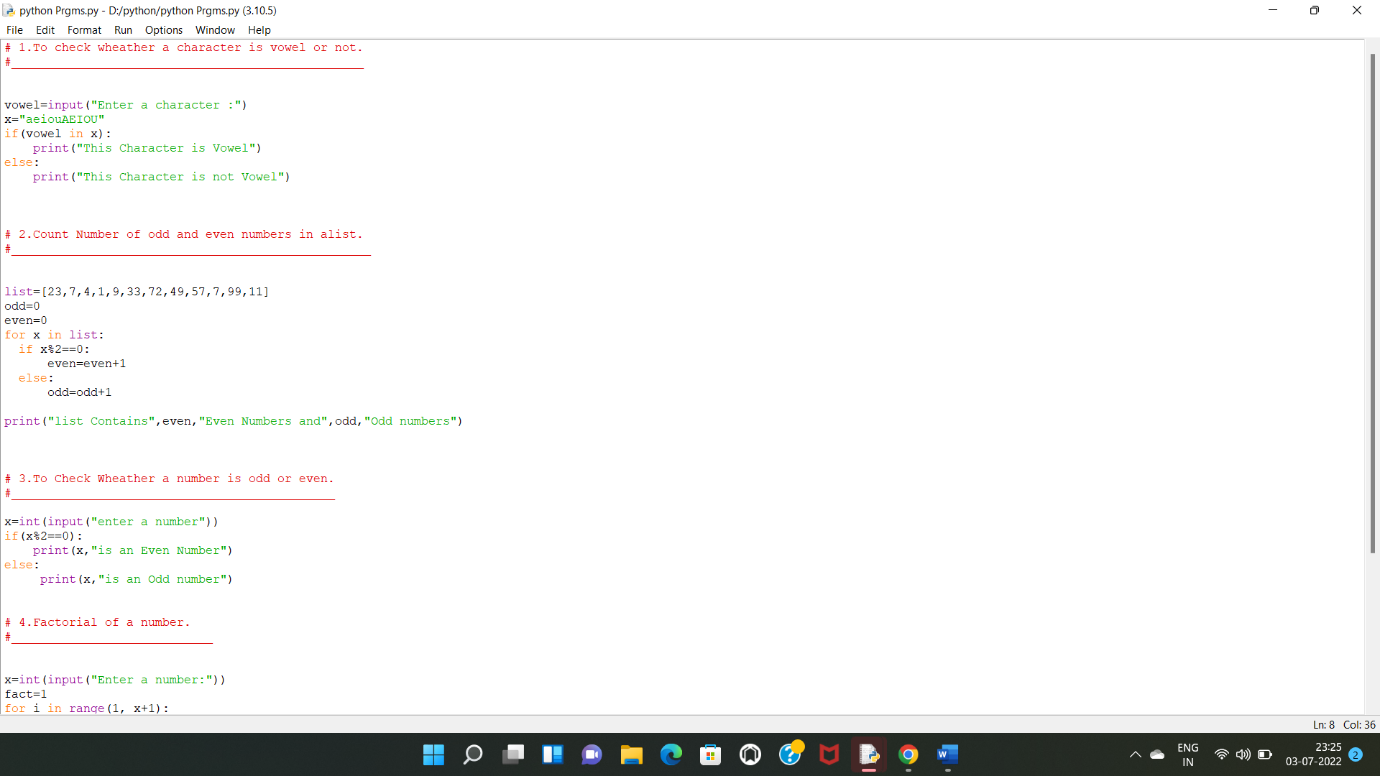 python Prgms.py - D:/python/python Prgms.py (3.10.5)
File Edit Format Run Options Window Help
# 1.To check wheather a character is vowel or not.
#_________________________________________________
vowel=input("Enter a character :")
x="aeiouAEIOU"
if(vowel in x):
    print("This Character is Vowel")
else:
    print("This Character is not Vowel")
# 2.Count Number of odd and even numbers in alist.
#__________________________________________________
list=[23,7,4,1,9,33,72,49,57,7,99,11]
odd=0
even=0
for x in list:
  if x%2==0:
      even=even+1
  else:
      odd=odd+1
print("list Contains",even,"Even Numbers and",odd,"Odd numbers")
# 3.To Check Wheather a number is odd or even.
#_____________________________________________
x=int(input("enter a number"))
if(x%2==0):
    print(x,"is an Even Number")
else:
     print(x,"is an Odd number")
# 4.Factorial of a number.
#____________________________
x=int(input("Enter a number:"))
fact=1
for i in range(1, x+1):
Ln: 8 Col: 36
ENG
IN
23:25
03-07-2022
2